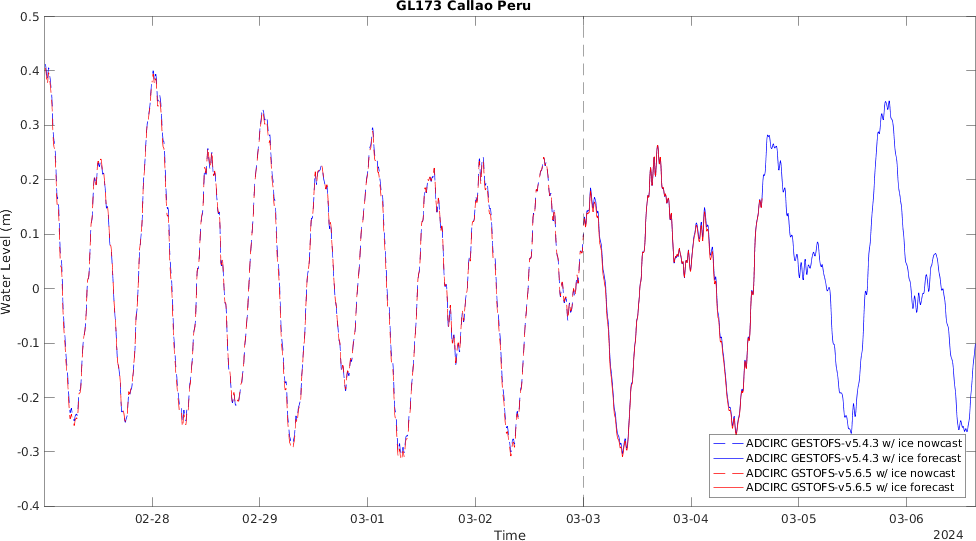 GL173 Callao Peru
0.5
0.4
0.3
0.2
0.1
0
-0.1
-0.2
-0.3
-0.4
Water Level (m)
02-28 02-29 03-01 03-02 03-03 03-04 03-05 03-06
Time
2024
ADCIRC GESTOFS-v5.4.3 w/ ice nowcast
ADCIRC GESTOFS-v5.4.3 w/ ice forecast
ADCIRC GSTOFS-v5.6.5 w/ ice nowcast
ADCIRC GSTOFS-v5.6.5 w/ ice forecast